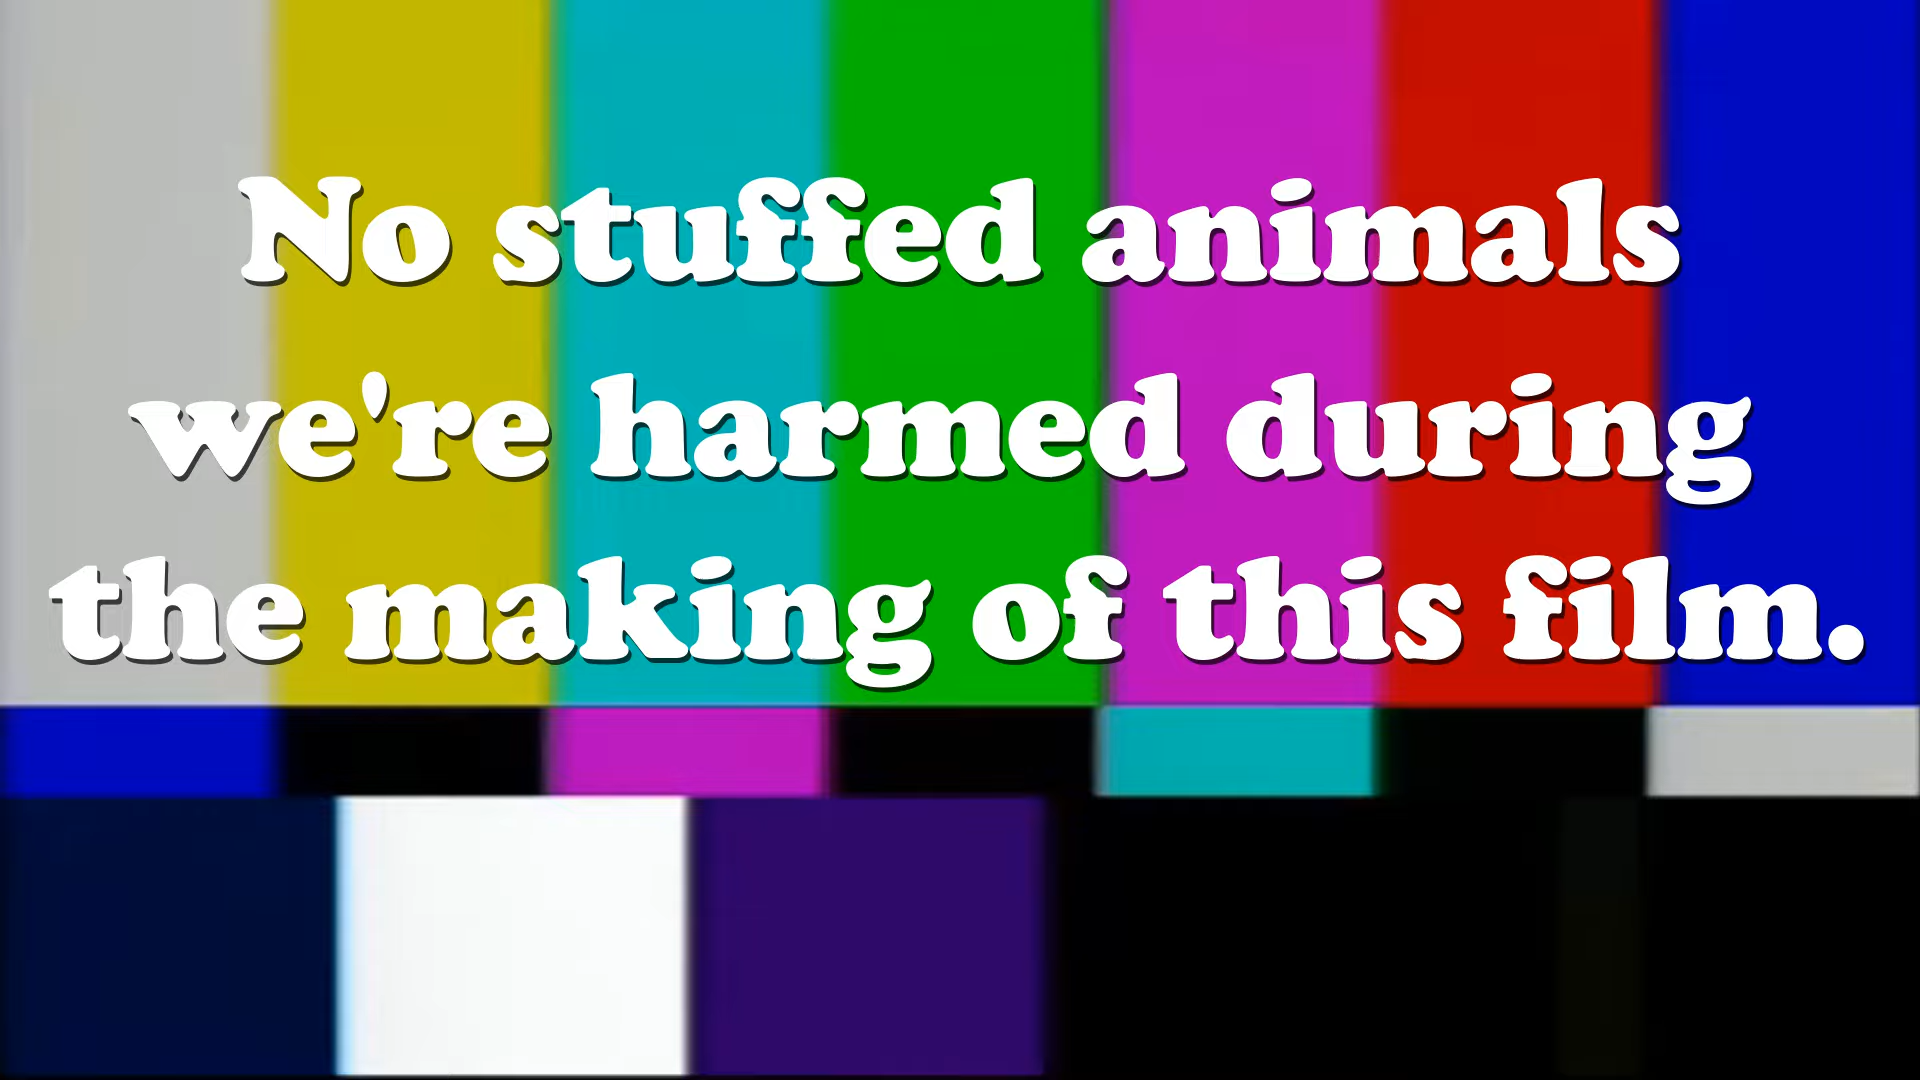 No stuffed animals
we're harmed during
the making of this film.